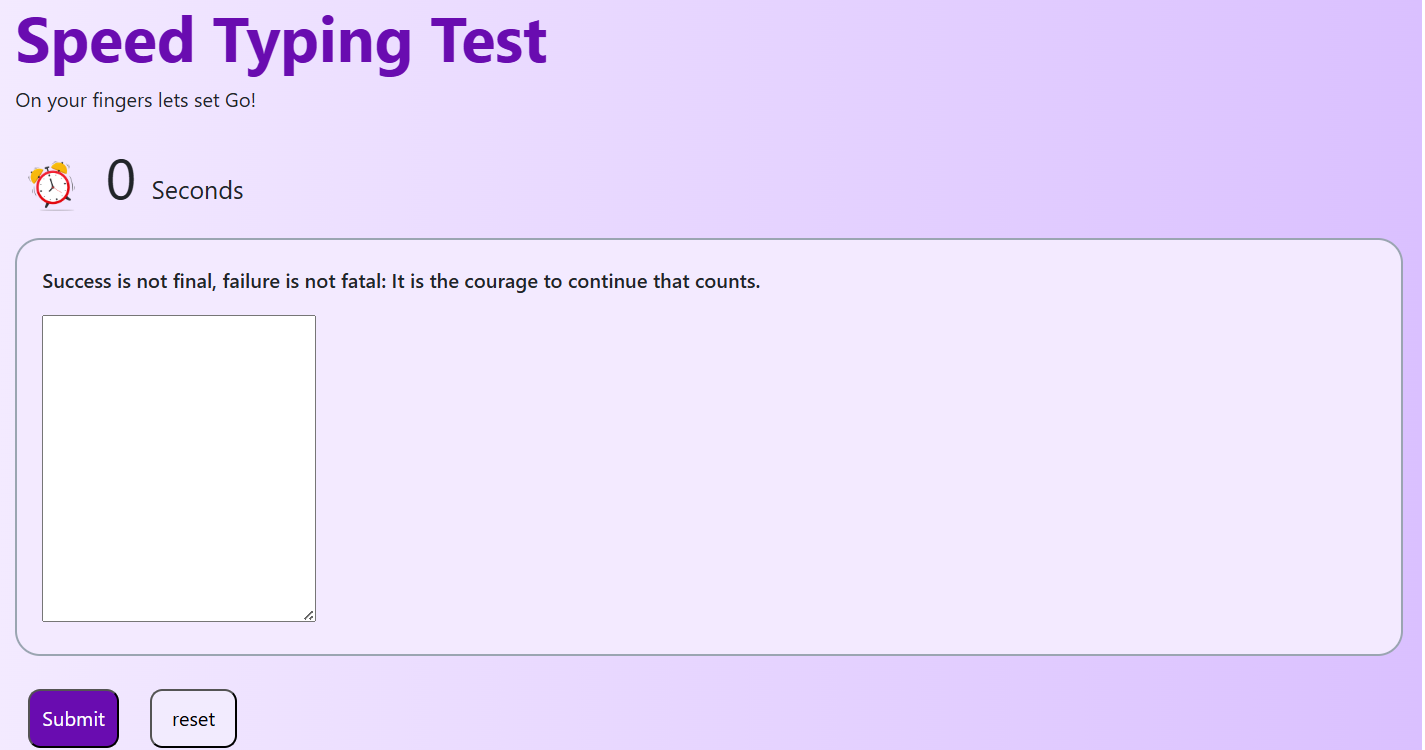 Speed Typing Test
On your fingers lets set Go!
0 Seconds
Success is not final, failure is not fatal: It is the courage to continue that counts.
Submit reset